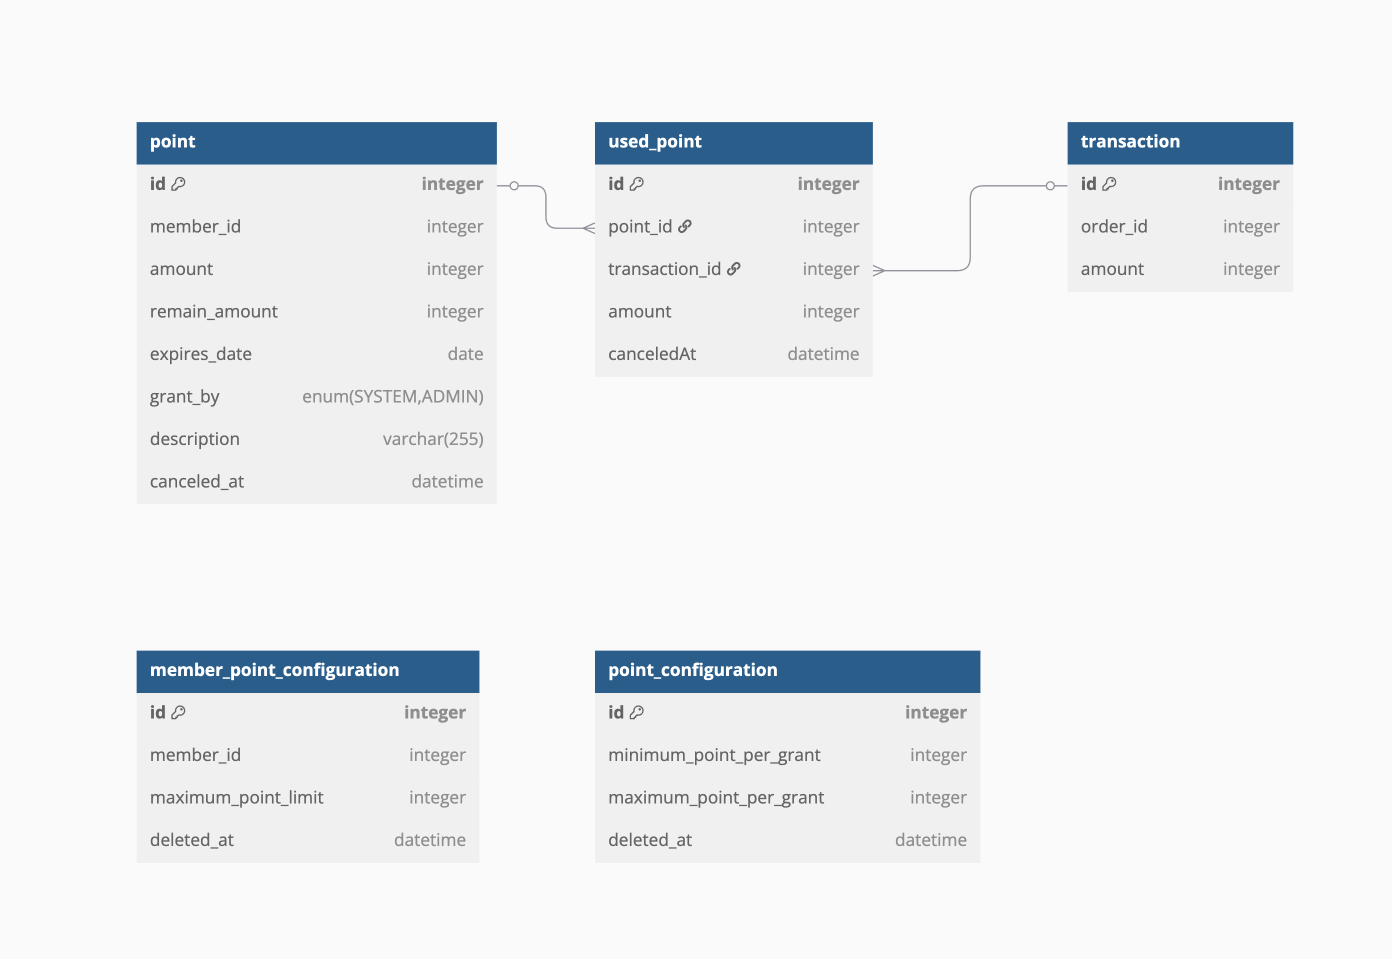 point
id integer
member_id integer
amount integer
remain_amount integer
expires_date date
grant_by enum(SYSTEM,ADMIN)
description varchar(255)
canceled_at datetime
used_point
id integer
point_id integer
transaction_id integer
amount integer
canceledAt datetime
transaction
id integer
order_id integer
amount integer
member_point_configuration
id integer
member_id integer
maximum_point_limit integer
deleted_at datetime
point_configuration
id integer
minimum_point_per_grant integer
maximum_point_per_grant integer
deleted_at datetime